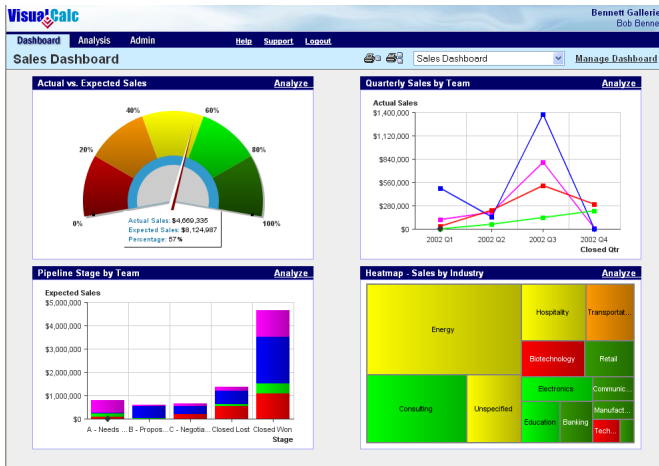 VisualCalc
Bennett Gallerie
Bob Benne
Dashboard Analysis Admin Help Support Logout
Sales Dashboard
Sales Dashboard
Manage Dashboard
Actual vs. Expected Sales Analyze
0%
20%
40%
60%
80%
100%
Actual Sales: $4,669,335
Expected Sales: $8,124,987
Percentage: 57%
Quarterly Sales by Team Analyze
Actual Sales
$1,400,000
$1,120,000
$840,000
$560,000
$280,000
$0
2002 Q1 2002 Q2 2002 Q3 2002 Q4
Closed Qtr
Pipeline Stage by Team Analyze
Expected Sales
$5,000,000
$4,000,000
$3,000,000
$2,000,000
$1,000,000
$0
A - Needs ... B - Propos... C - Negotia... Closed Lost Closed Won
Stage
Heatmap - Sales by Industry Analyze
Energy
Hospitality
Transportat...
Biotechnology
Retail
Consulting
Unspecified
Electronics
Communic...
Education
Banking
Manufact...
Tech...